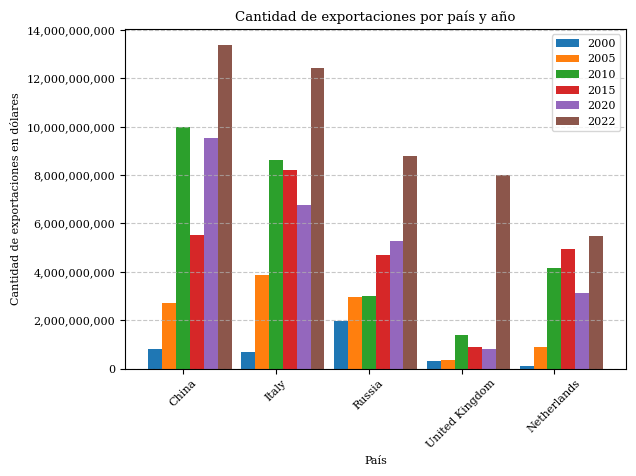 Cantidad de exportaciones por país y año
14,000,000,000
12,000,000,000
10,000,000,000
8,000,000,000
6,000,000,000
4,000,000,000
2,000,000,000
0
Cantidad de exportaciones en dólares
2000
2005
2010
2015
2020
2022
China
Italy
Russia
United Kingdom
Netherlands
País